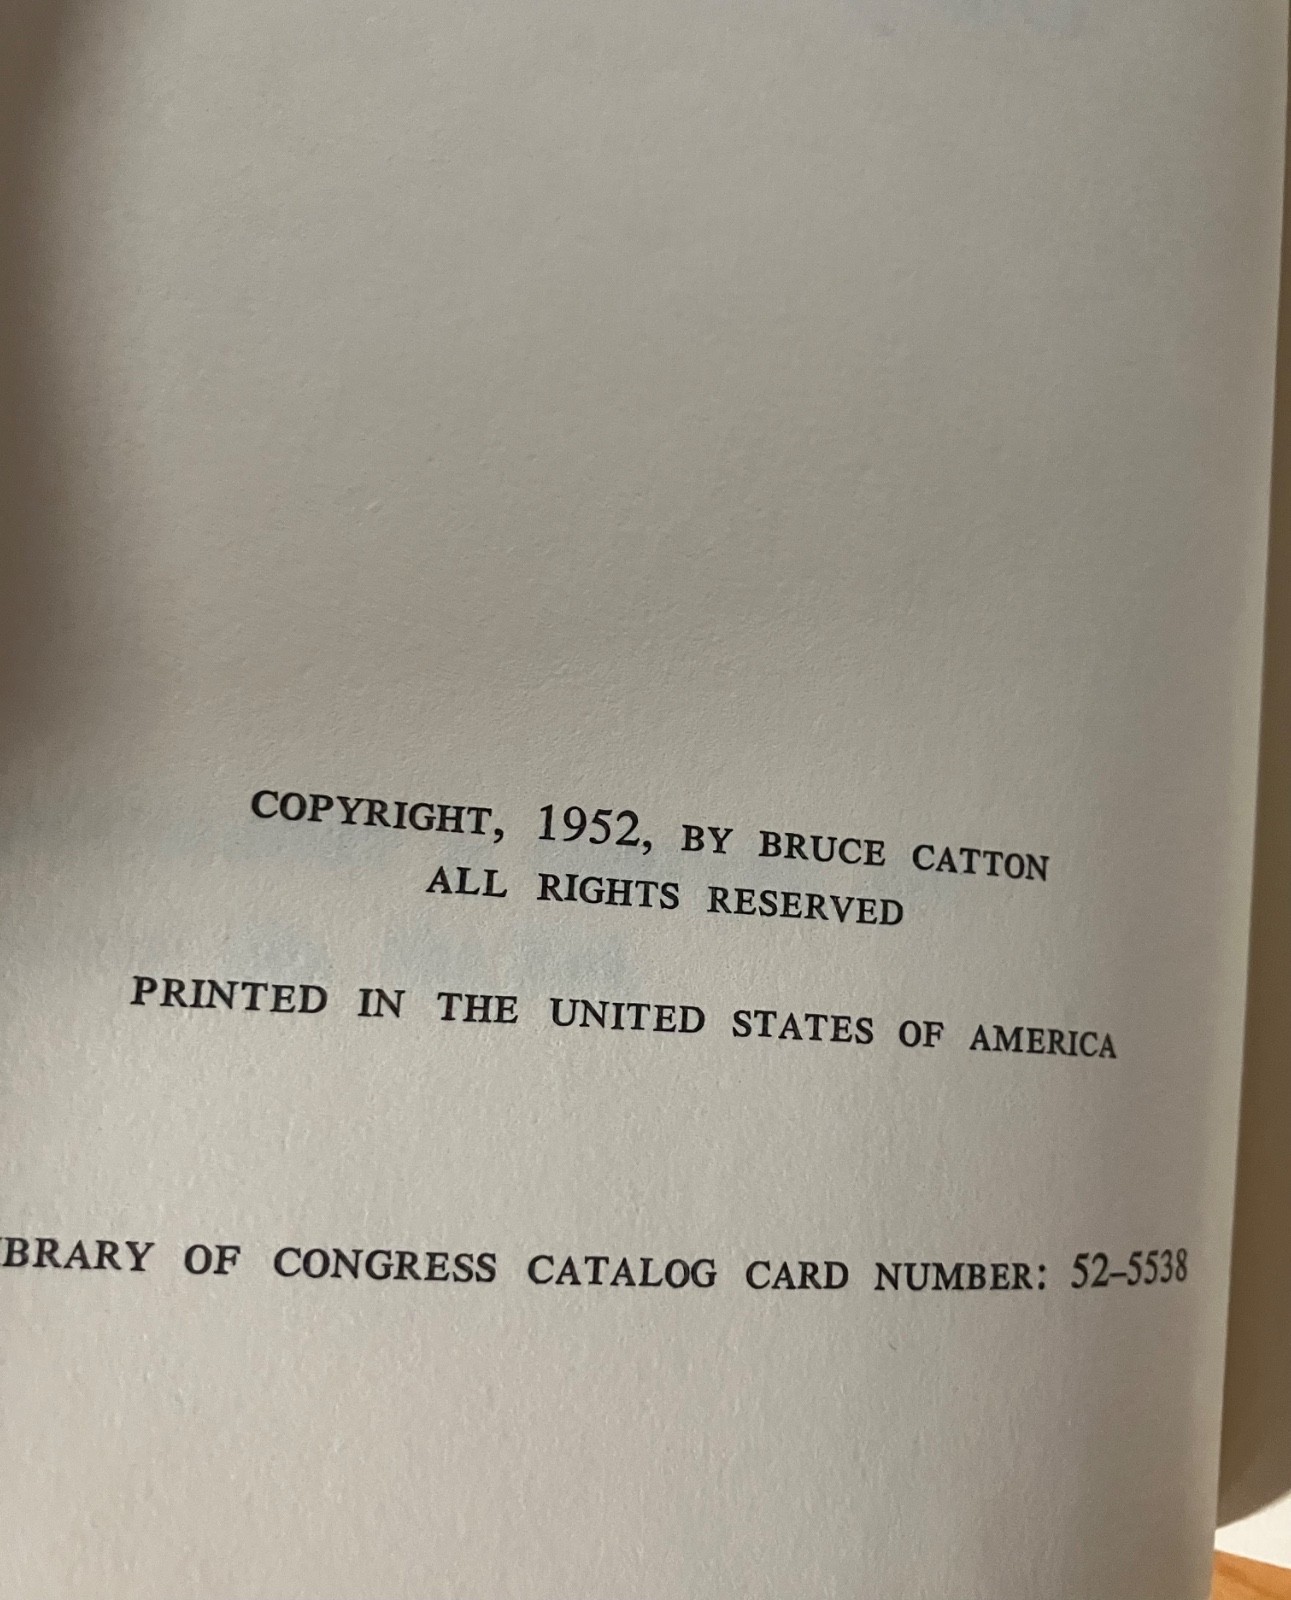 COPYRIGHT, 1952, BY BRUCE CATTON
ALL RIGHTS RESERVED
PRINTED IN THE UNITED STATES OF AMERICA
IBRARY OF CONGRESS CATALOG CARD NUMBER: 52–5538